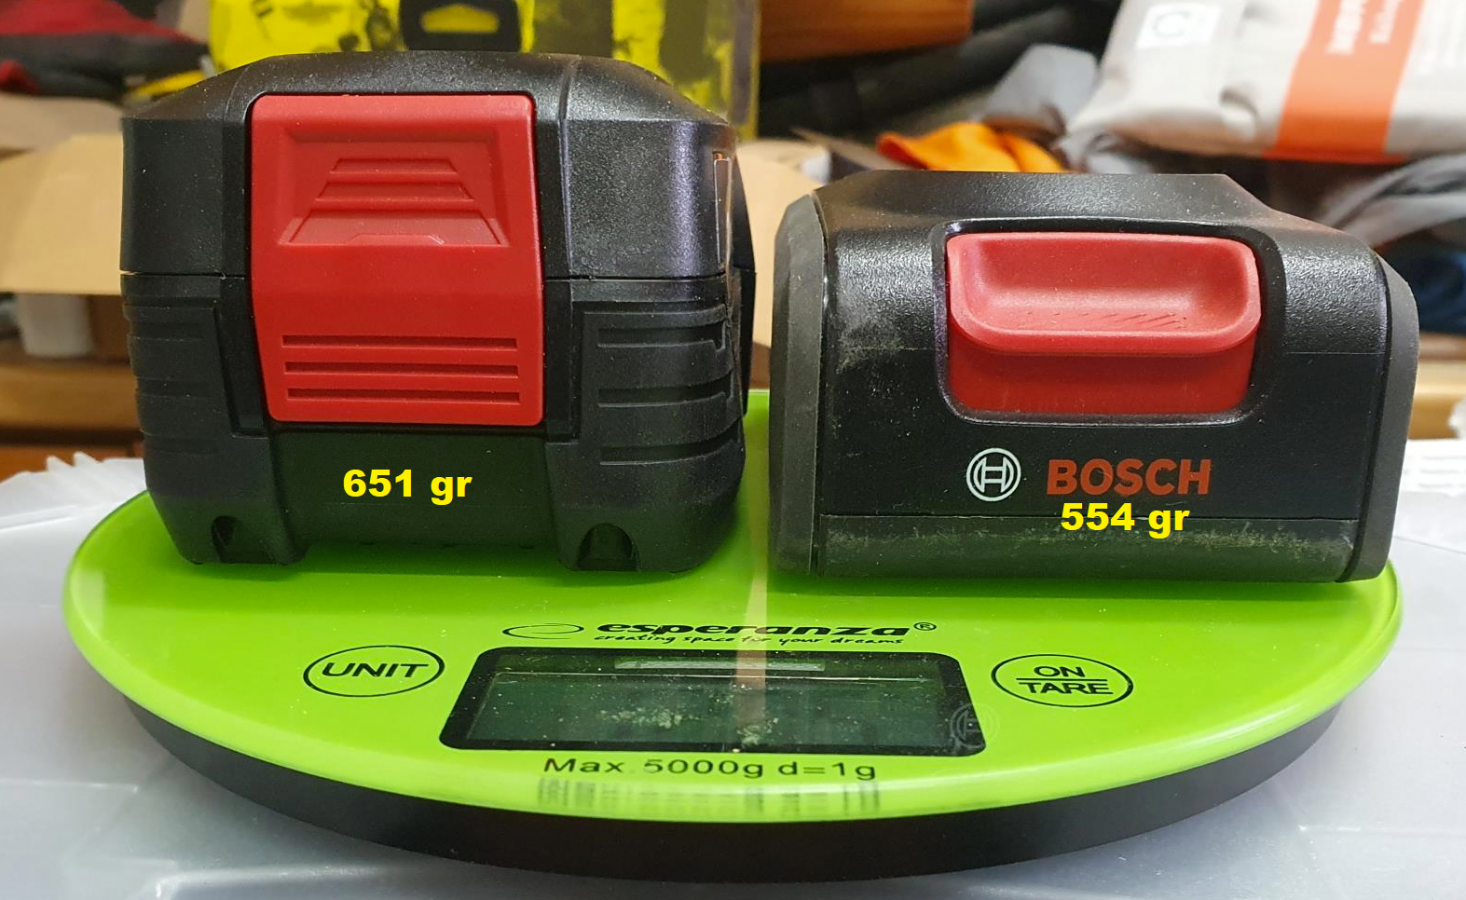 651 gr
BOSCH
554 gr
esperanza®
creating space for your dreams
UNIT
ON
TARE
Max. 5000g d=1g